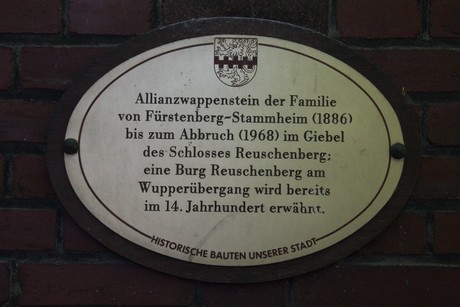 Allianzwappenstein der Familie
von Fürstenberg-Stammheim (1886)
bis zum Abbruch (1968) im Giebel
des Schlosses Reuschenberg;
eine Burg Reuschenberg am
Wupperübergang wird bereits
im 14. Jahrhundert erwähnt.
HISTORISCHE BAUTEN UNSERER STADT